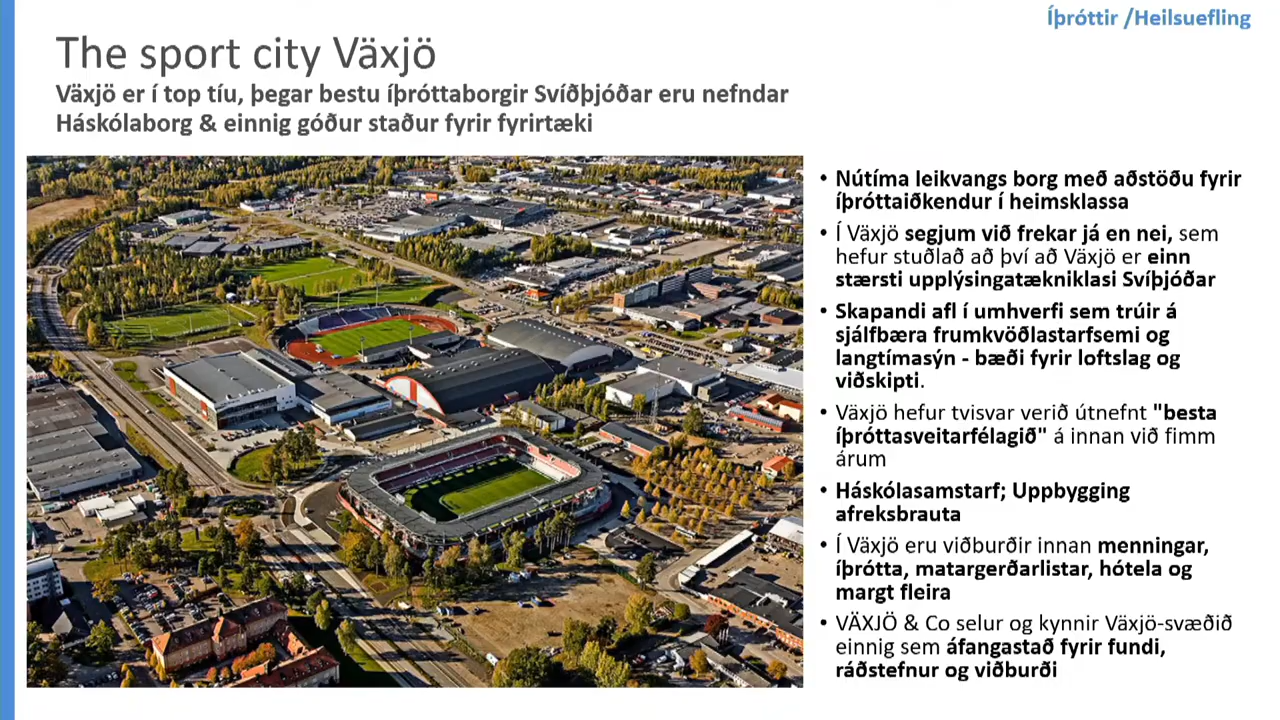 Íþróttir /Heilsuefling
The sport city Växjö
Växjö er í top tíu, þegar bestu íþróttaborgir Svíðþjóðar eru nefndar
Háskólaborg & einnig góður staður fyrir fyrirtæki
• Nútíma leikvangs borg með aðstöðu fyrir
íþróttaiðkendur í heimsklassa
• Í Växjö segjum við frekar já en nei, sem
hefur stuðlað að því að Växjö er einn
stærsti upplýsingatækniklasi Svíþjóðar
• Skapandi afl í umhverfi sem trúir á
sjálfbæra frumkvöðlastarfsemi og
langtímasýn - bæði fyrir loftslag og
viðskipti.
• Växjö hefur tvisvar verið útnefnt "besta
íþróttasveitarfélagið" á innan við fimm
árum
• Háskólasamstarf; Uppbygging
afreksbrauta
• Í Växjö eru viðburðir innan menningar,
íþrótta, matargerðarlistar, hótela og
margt fleira
• VÄXJÖ & Co selur og kynnir Växjö-svæðið
einnig sem áfangastað fyrir fundi,
ráðstefnur og viðburði